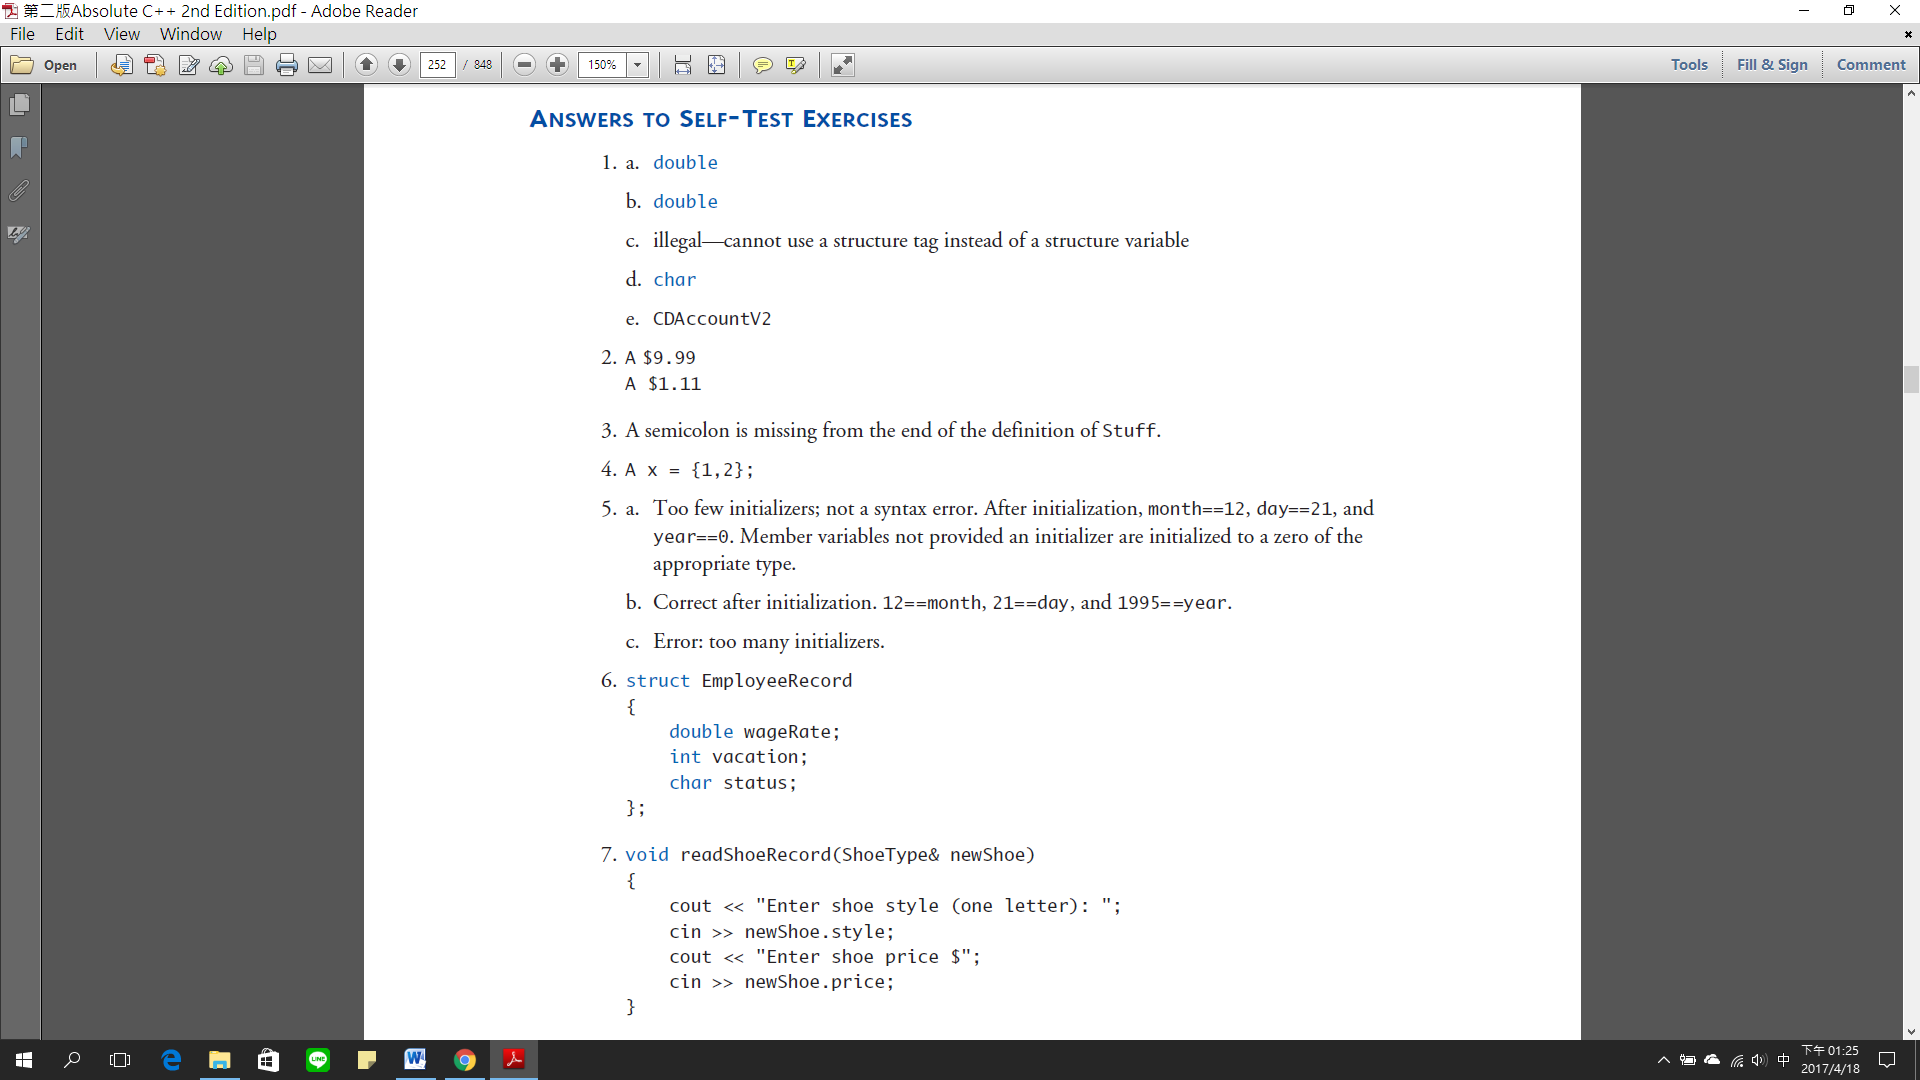 第二版Absolute C++ 2nd Edition.pdf - Adobe Reader
File Edit View Window Help
Open 252 / 848 150% Tools Fill & Sign Comment
ANSWERS TO SELF-TEST EXERCISES
1. a. double
b. double
c. illegal—cannot use a structure tag instead of a structure variable
d. char
e. CDAccountV2
2. A $9.99
A $1.11
3. A semicolon is missing from the end of the definition of Stuff.
4. A x = {1,2};
5. a. Too few initializers; not a syntax error. After initialization, month==12, day==21, and
year==0. Member variables not provided an initializer are initialized to a zero of the
appropriate type.
b. Correct after initialization. 12==month, 21==day, and 1995==year.
c. Error: too many initializers.
6. struct EmployeeRecord
{
double wageRate;
int vacation;
char status;
};
7. void readShoeRecord(ShoeType& newShoe)
{
cout << "Enter shoe style (one letter): ";
cin >> newShoe.style;
cout << "Enter shoe price $";
cin >> newShoe.price;
}
LINE
中
下午 01:25
2017/4/18